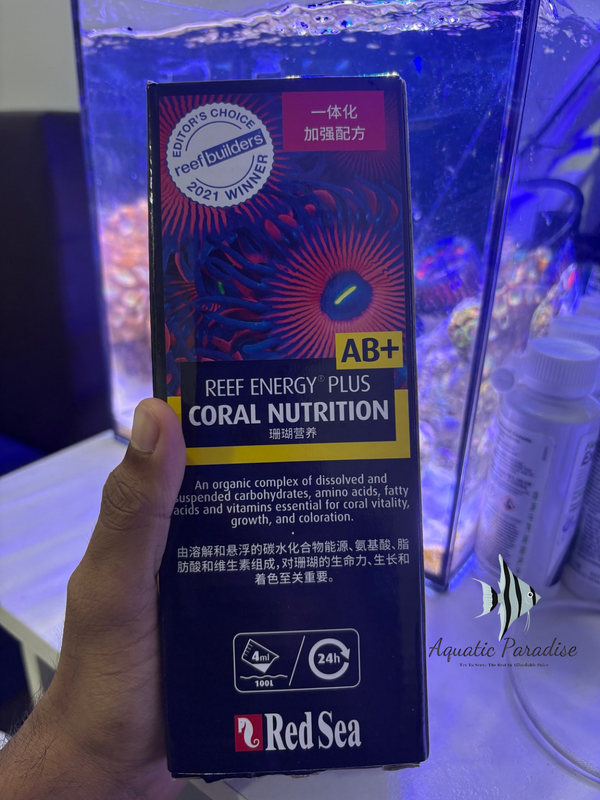 EDITOR'S CHOICE
reefbuilders
2021 WINNER
一体化
加强配方
AB+
REEF ENERGY® PLUS
CORAL NUTRITION
珊瑚营养
An organic complex of dissolved and
suspended carbohydrates, amino acids, fatty
acids and vitamins essential for coral vitality,
growth, and coloration.
由溶解和悬浮的碳水化合物能源、氨基酸、脂
肪酸和维生素组成,对珊瑚的生命力、生长和
着色至关重要。
4ml
100L
24h
Red Sea
Aquatic Paradise